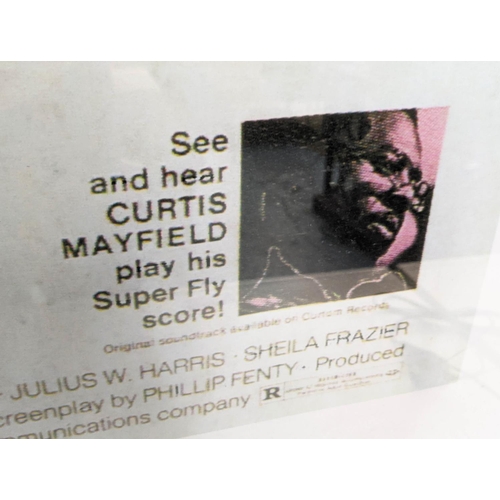 See
and hear
CURTIS
MAYFIELD
play his
Super Fly
score!
Original soundtrack available on Curtom Records
JULIUS W. HARRIS · SHEILA FRAZIER
creenplay by PHILLIP FENTY · Produced
mmunications company R